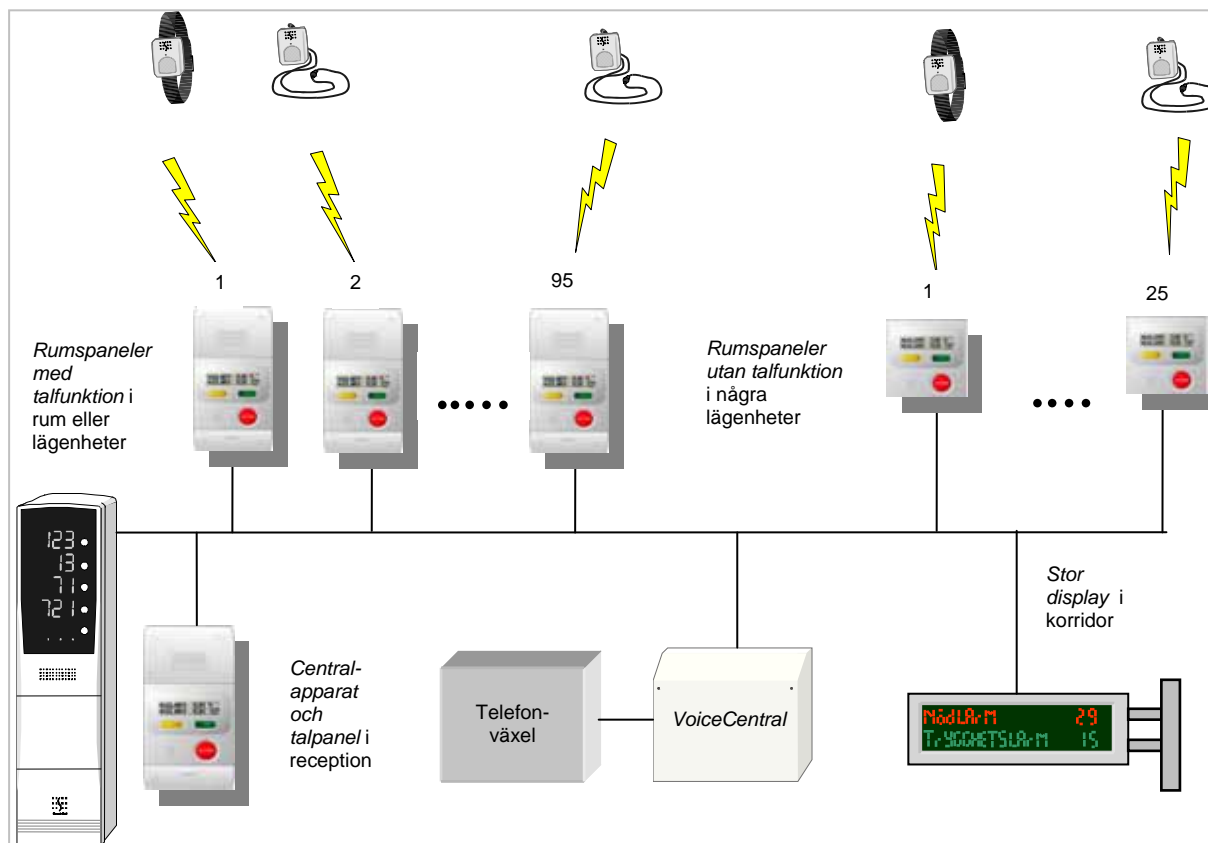 1
2
95
1
25
Rumspaneler
med
talfunktion i
rum eller
lägenheter
Rumspaneler
utan talfunktion
i några
lägenheter
123
13
71
721
. . .
Central-
apparat
och
talpanel i
reception
Telefon-
växel
VoiceCentral
Stor
display i
korridor
NödLArM 29
TrYGGHETSLArM 15